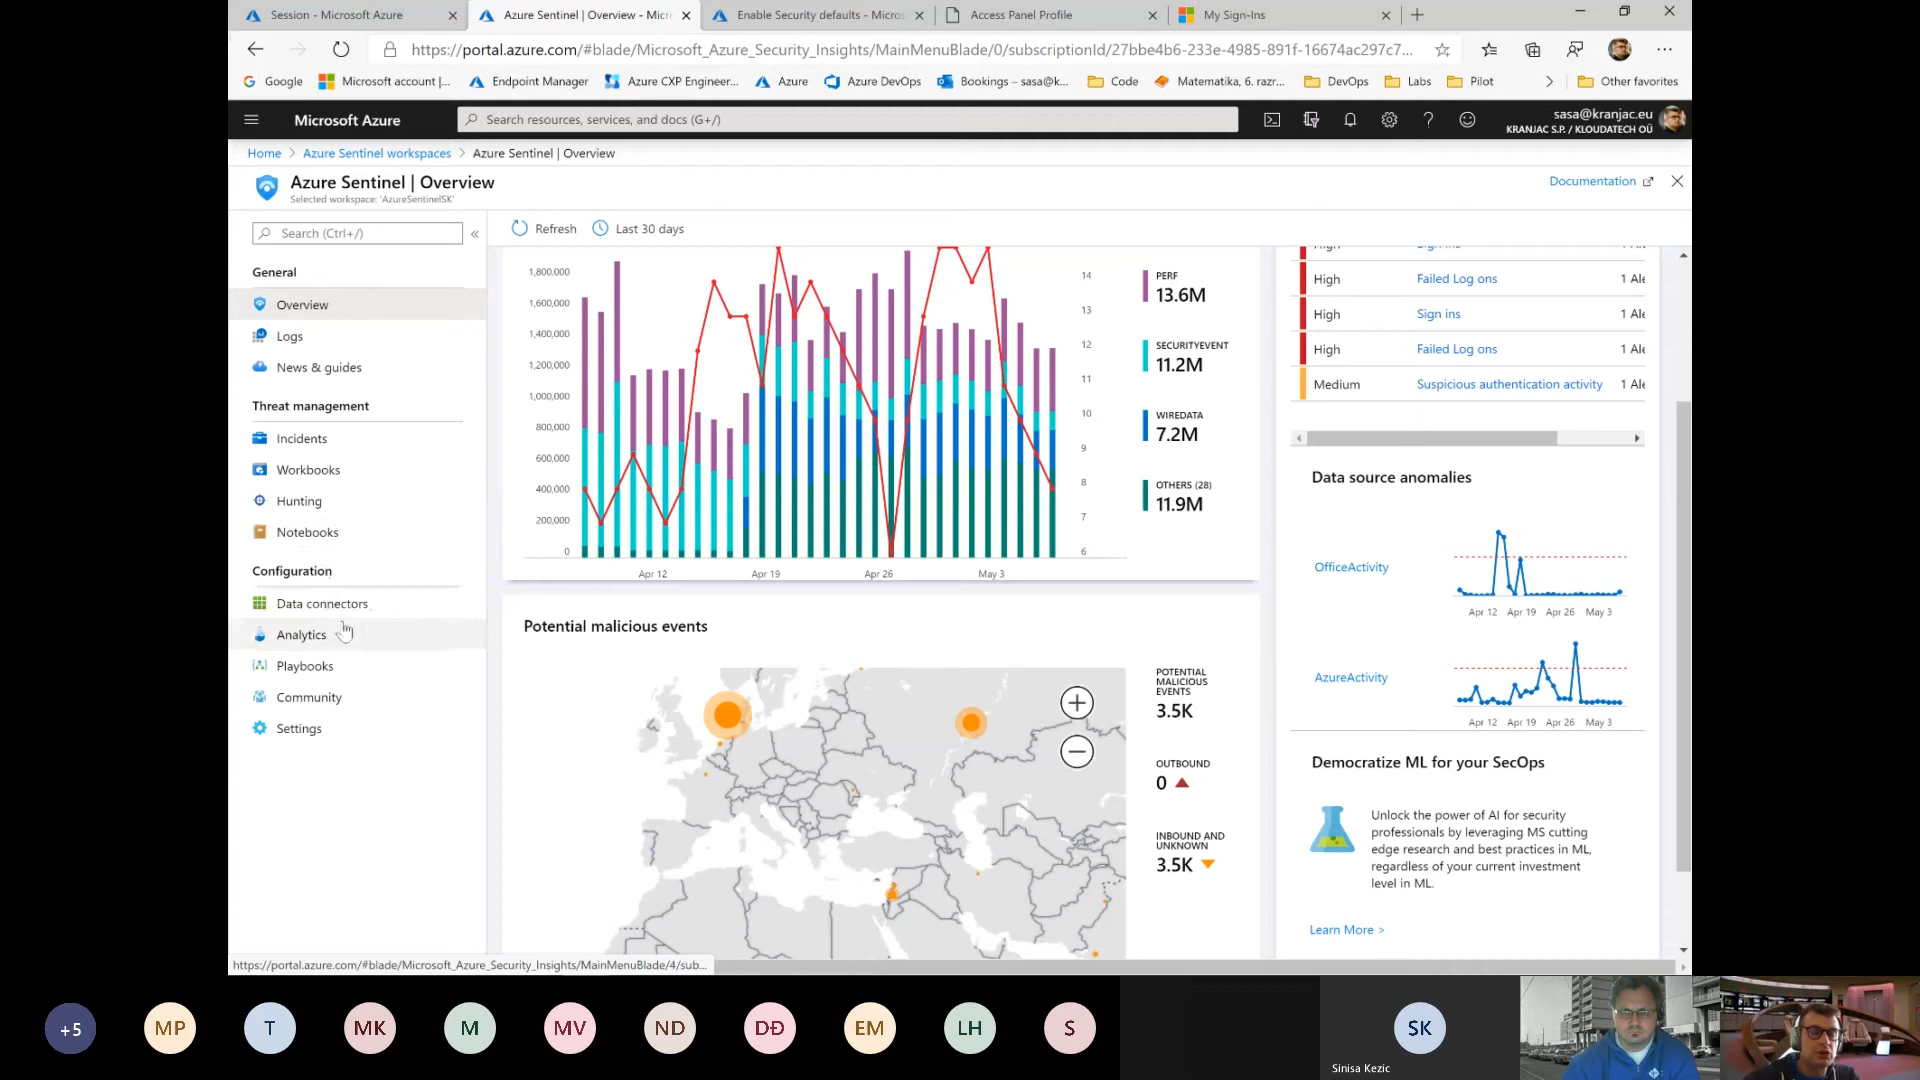 Session - Microsoft Azure
Azure Sentinel | Overview - Micr
Enable Security defaults - Micros
Access Panel Profile
My Sign-Ins
https://portal.azure.com/#blade/Microsoft_Azure_Security_Insights/MainMenuBlade/0/subscriptionId/27bbe4b6-233e-4985-891f-16674ac297c7...
Google
Microsoft account |...
Endpoint Manager
Azure CXP Engineer...
Azure
Azure DevOps
Bookings – sasa@k...
Code
Matematika, 6. razr...
DevOps
Labs
Pilot
Other favorites
Microsoft Azure
Search resources, services, and docs (G+/)
sasa@kranjac.eu
KRANJAC S.P. / KLOUDATECH OÜ
Home > Azure Sentinel workspaces > Azure Sentinel | Overview
Azure Sentinel | Overview
Selected workspace: 'AzureSentinelSK'
Documentation
Search (Ctrl+/)
«
Refresh
Last 30 days
General
Overview
Logs
News & guides
Threat management
Incidents
Workbooks
Hunting
Notebooks
Configuration
Data connectors
Analytics
Playbooks
Community
Settings
1,800,000
1,600,000
1,400,000
1,200,000
1,000,000
800,000
600,000
400,000
200,000
0
14
13
12
11
10
9
8
7
6
Apr 12
Apr 19
Apr 26
May 3
PERF
13.6M
SECURITYEVENT
11.2M
WIREDATA
7.2M
OTHERS (28)
11.9M
Potential malicious events
POTENTIAL
MALICIOUS
EVENTS
3.5K
OUTBOUND
0
INBOUND AND
UNKNOWN
3.5K
High Sign ins 1 Ale
High Failed Log ons 1 Ale
High Sign ins 1 Ale
High Failed Log ons 1 Ale
Medium Suspicious authentication activity 1 Ale
Data source anomalies
OfficeActivity
Apr 12 Apr 19 Apr 26 May 3
AzureActivity
Apr 12 Apr 19 Apr 26 May 3
Democratize ML for your SecOps
Unlock the power of AI for security
professionals by leveraging MS cutting
edge research and best practices in ML,
regardless of your current investment
level in ML.
Learn More >
https://portal.azure.com/#blade/Microsoft_Azure_Security_Insights/MainMenuBlade/4/sub...
+5
MP
T
MK
M
MV
ND
DĐ
EM
LH
S
SK
Sinisa Kezic